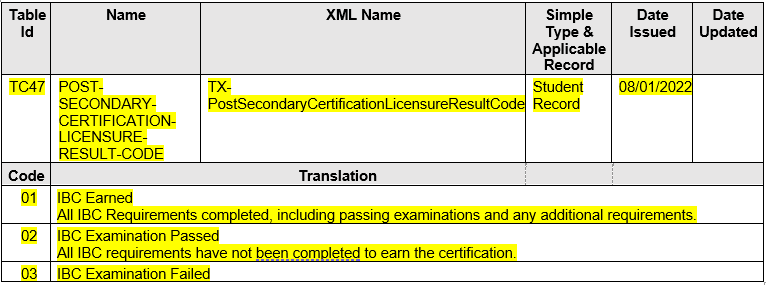 Table Id Name XML Name Simple Type & Applicable Record Date Issued Date Updated
TC47 POST-SECONDARY-CERTIFICATION-LICENSURE-RESULT-CODE TX-PostSecondaryCertificationLicensureResultCode Student Record 08/01/2022
Code Translation
01 IBC Earned
All IBC Requirements completed, including passing examinations and any additional requirements.
02 IBC Examination Passed
All IBC requirements have not been completed to earn the certification.
03 IBC Examination Failed